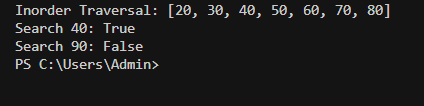 Inorder Traversal: [20, 30, 40, 50, 60, 70, 80]
Search 40: True
Search 90: False
PS C:\Users\Admin>